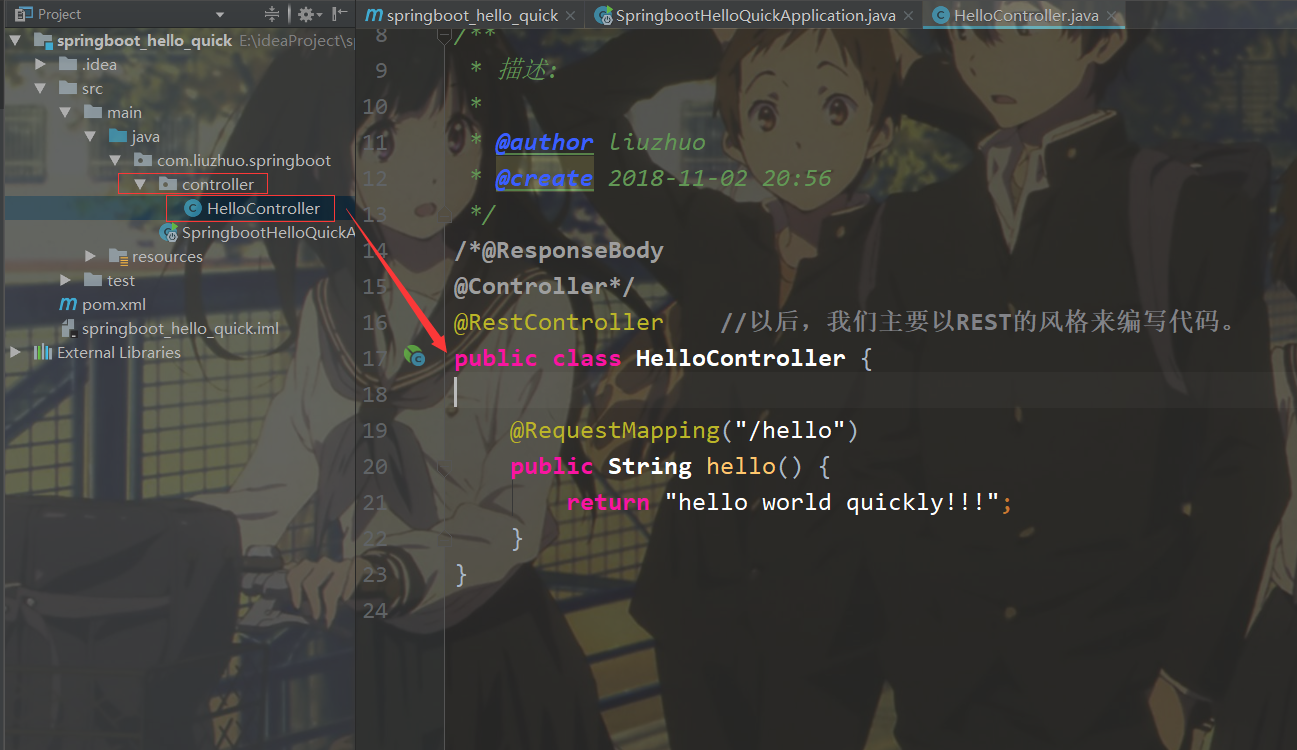 Project
springboot_hello_quick E:\ideaProject\s
.idea
src
main
java
com.liuzhuo.springboot
controller
HelloController
SpringbootHelloQuickA
resources
test
pom.xml
springboot_hello_quick.iml
External Libraries
springboot_hello_quick SpringbootHelloQuickApplication.java HelloController.java
8 /**
9 * 描述:
10 *
11 * @author liuzhuo
12 * @create 2018-11-02 20:56
13 */
14 /*@ResponseBody
15 @Controller*/
16 @RestController //以后，我们主要以REST的风格来编写代码。
17 public class HelloController {
18
19 @RequestMapping("/hello")
20 public String hello() {
21 return "hello world quickly!!!";
22 }
23 }
24